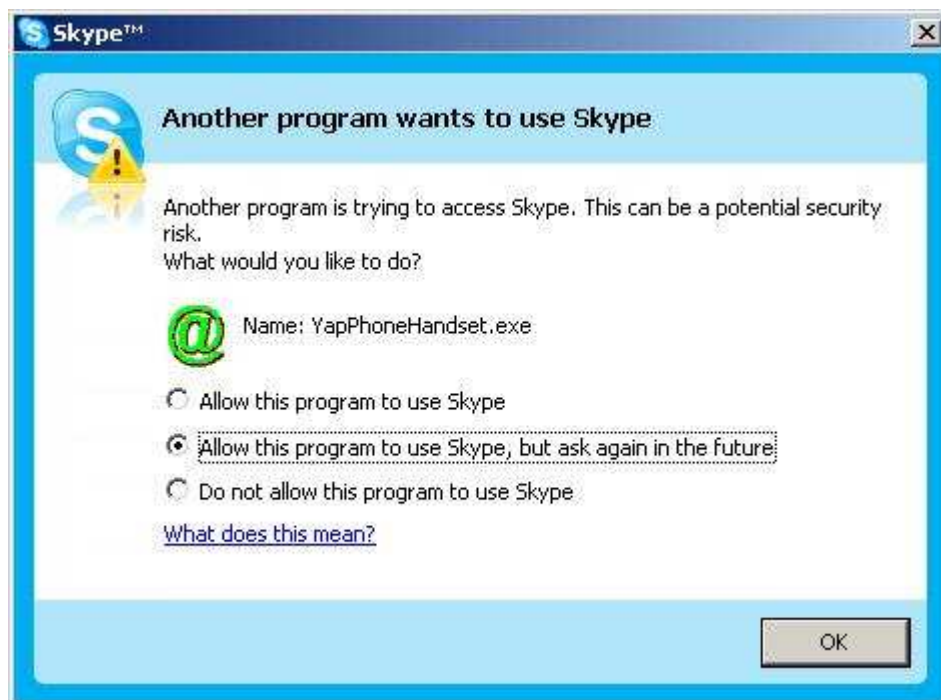 Skype™
Another program wants to use Skype
Another program is trying to access Skype. This can be a potential security
risk.
What would you like to do?
Name: YapPhoneHandset.exe
Allow this program to use Skype
Allow this program to use Skype, but ask again in the future
Do not allow this program to use Skype
What does this mean?
OK